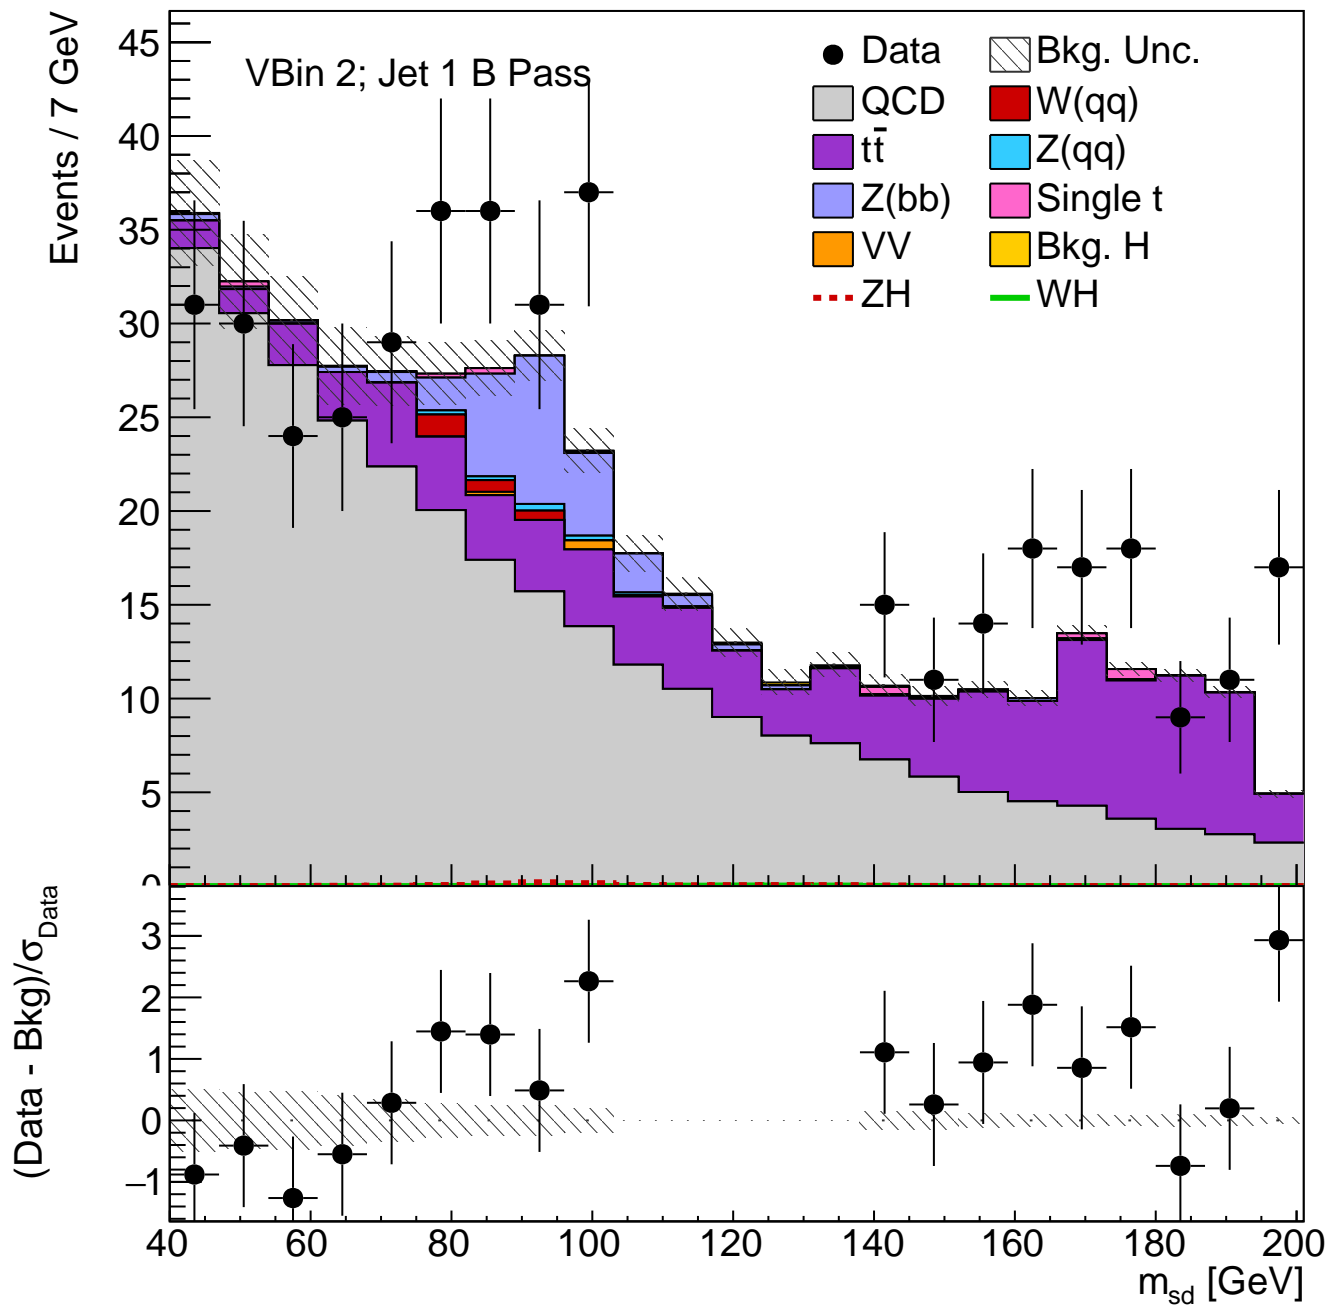 VBin 2; Jet 1 B Pass
Events / 7 GeV
45
40
35
30
25
20
15
10
5
0
Data
Bkg. Unc.
QCD
W(qq)
tt̄
Z(qq)
Z(bb)
Single t
VV
Bkg. H
ZH
WH
(Data - Bkg)/σData
3
2
1
0
−1
40 60 80 100 120 140 160 180 200
msd [GeV]